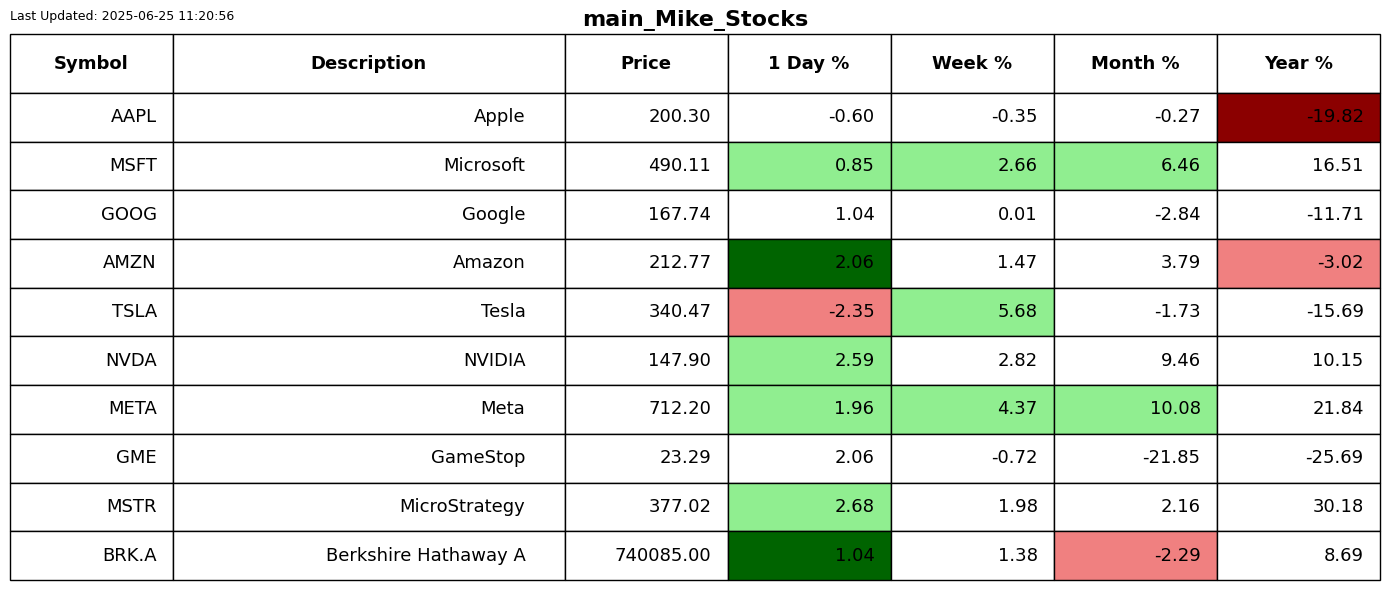 Last Updated: 2025-06-25 11:20:56
main_Mike_Stocks
Symbol Description Price 1 Day % Week % Month % Year %
AAPL Apple 200.30 -0.60 -0.35 -0.27 -19.82
MSFT Microsoft 490.11 0.85 2.66 6.46 16.51
GOOG Google 167.74 1.04 0.01 -2.84 -11.71
AMZN Amazon 212.77 2.06 1.47 3.79 -3.02
TSLA Tesla 340.47 -2.35 5.68 -1.73 -15.69
NVDA NVIDIA 147.90 2.59 2.82 9.46 10.15
META Meta 712.20 1.96 4.37 10.08 21.84
GME GameStop 23.29 2.06 -0.72 -21.85 -25.69
MSTR MicroStrategy 377.02 2.68 1.98 2.16 30.18
BRK.A Berkshire Hathaway A 740085.00 1.04 1.38 -2.29 8.69